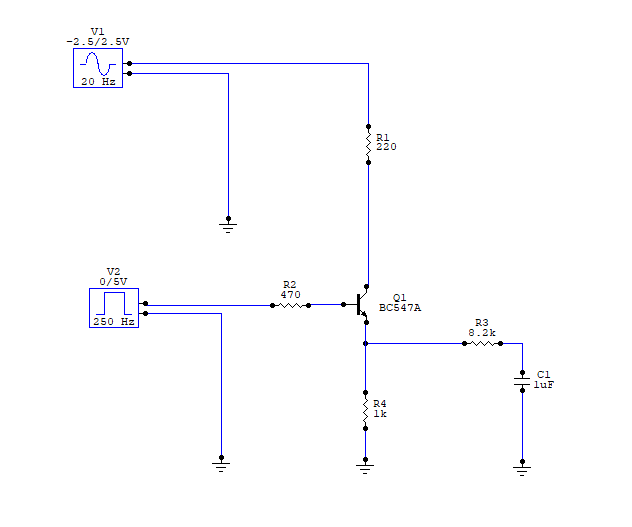 V1
-2.5/2.5V
20 Hz
R1
220
V2
0/5V
250 Hz
R2
470
Q1
BC547A
R3
8.2k
C1
1uF
R4
1k